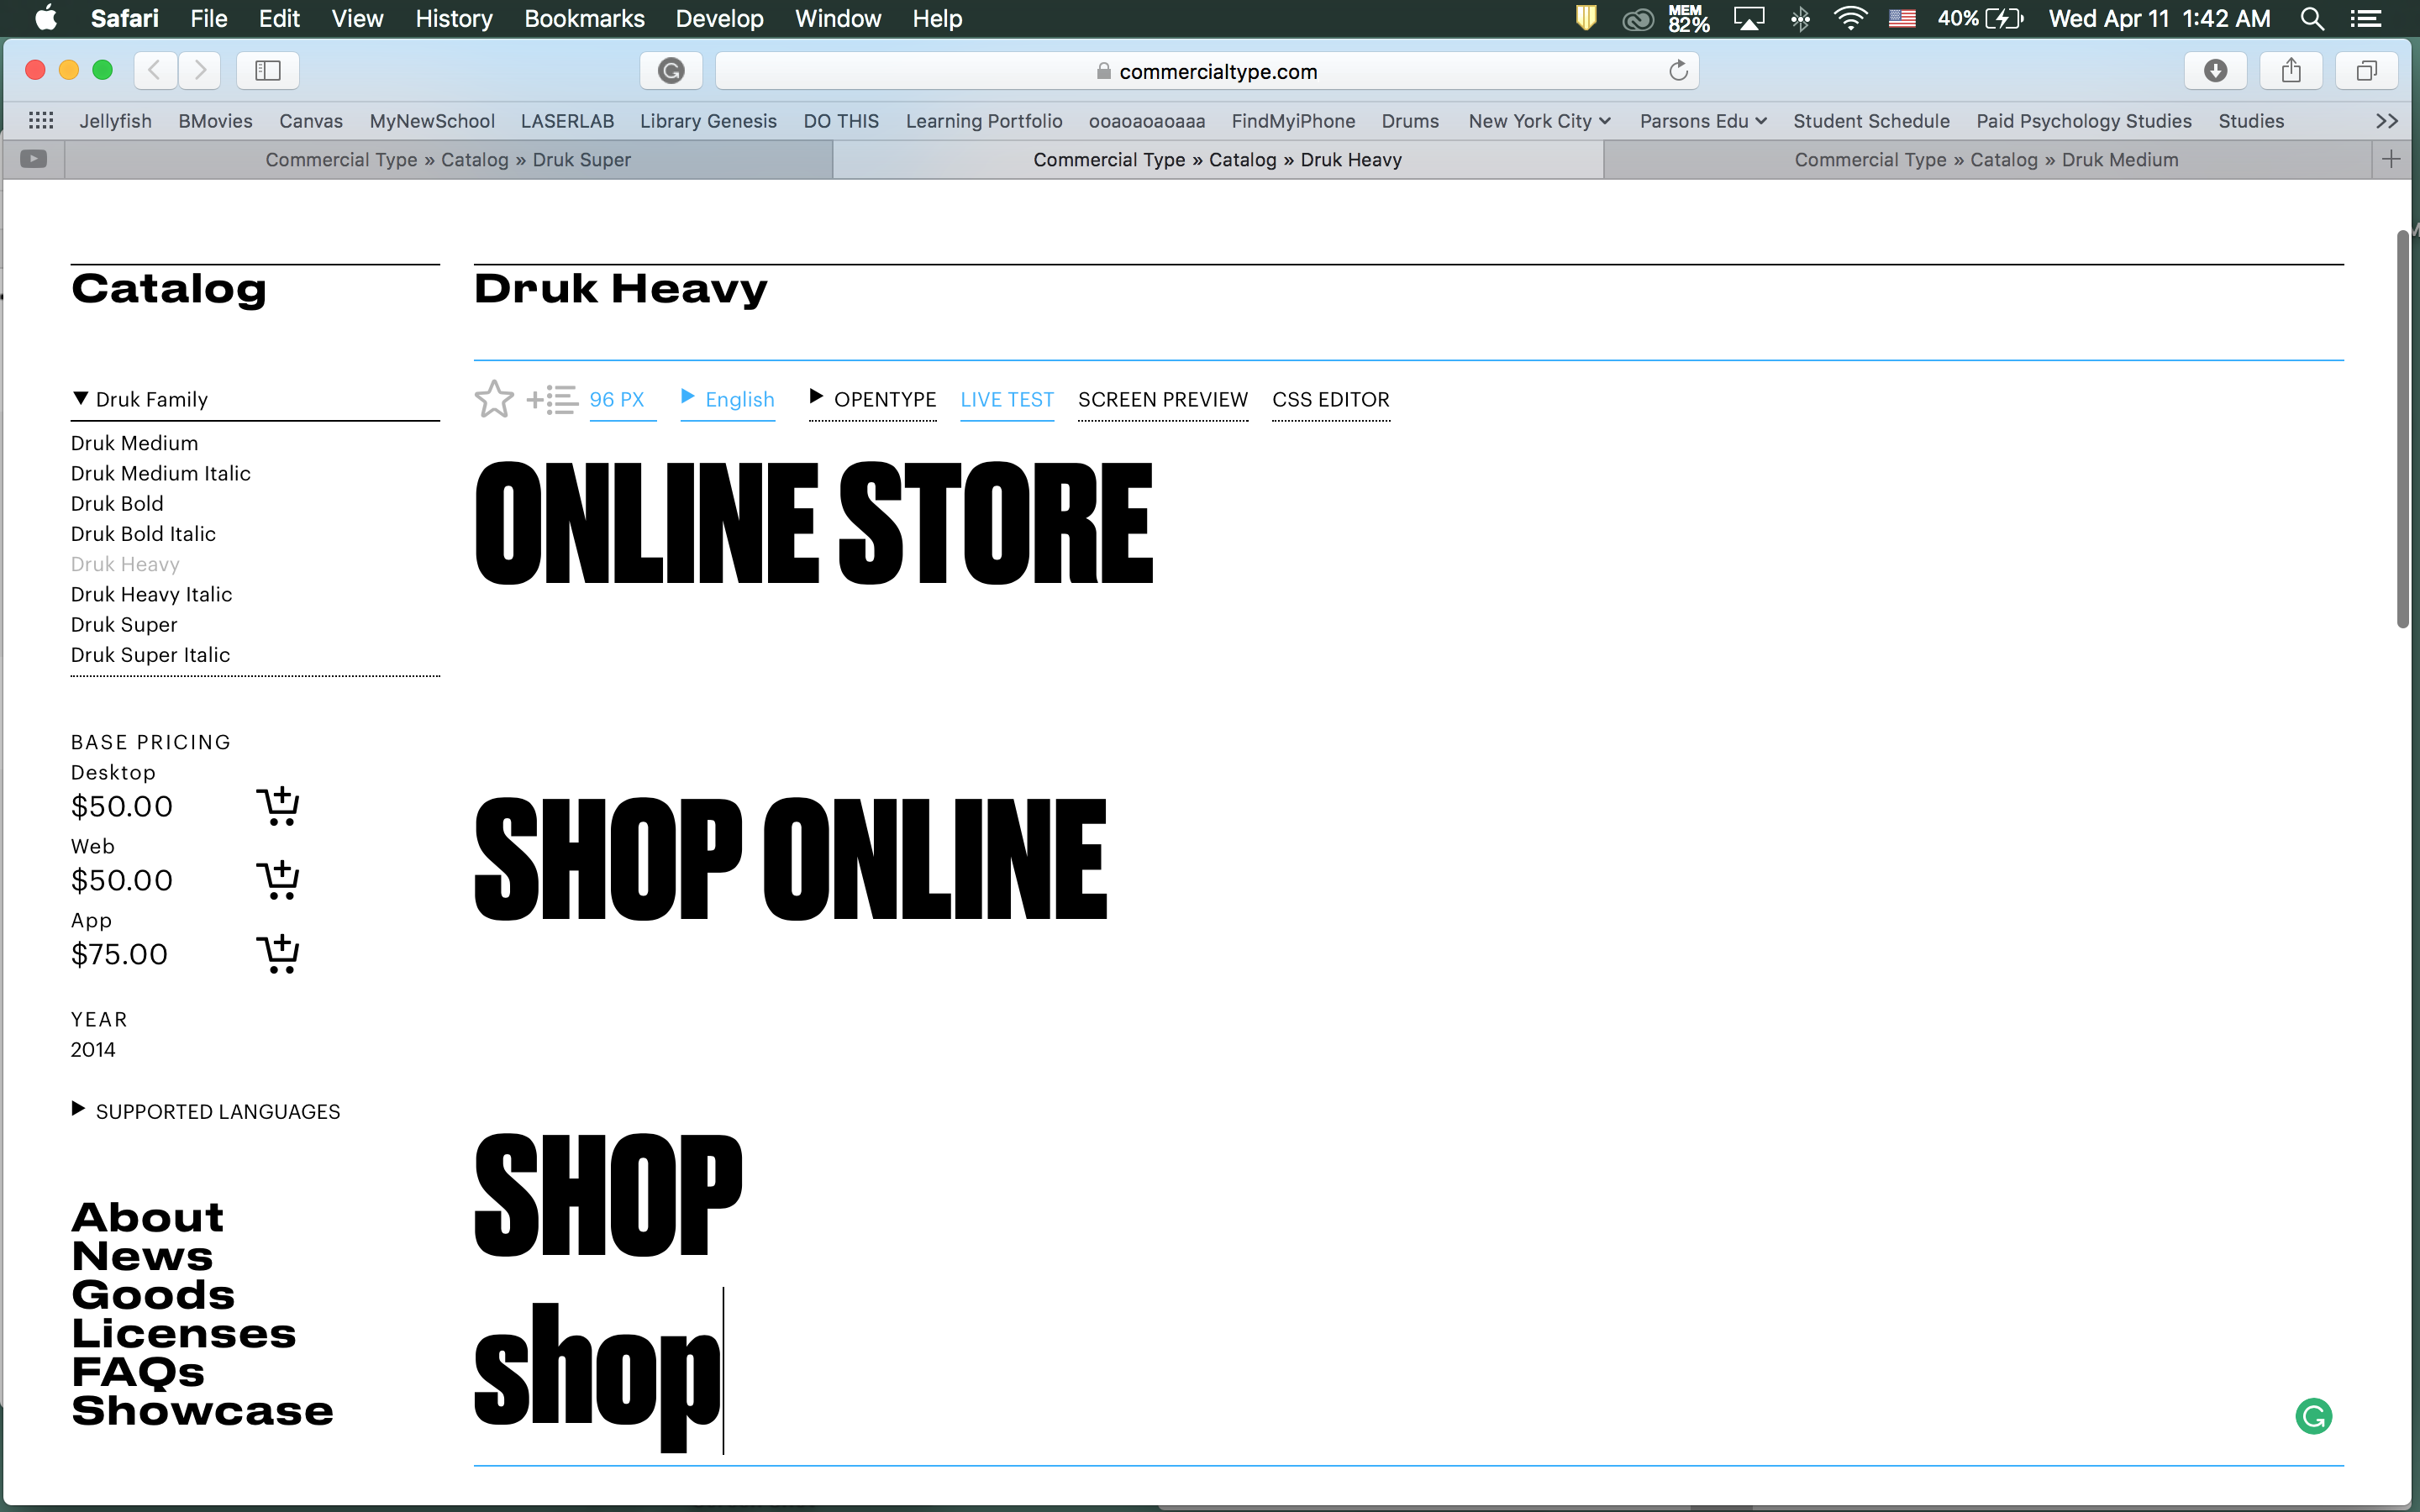 Safari File Edit View History Bookmarks Develop Window Help MEM 82% 40% Wed Apr 11 1:42 AM
commercialtype.com
Jellyfish BMovies Canvas MyNewSchool LASERLAB Library Genesis DO THIS Learning Portfolio ooaoaoaoaaa FindMyiPhone Drums New York City Parsons Edu Student Schedule Paid Psychology Studies Studies >>
Commercial Type » Catalog » Druk Super Commercial Type » Catalog » Druk Heavy Commercial Type » Catalog » Druk Medium
Catalog
▼ Druk Family
Druk Medium
Druk Medium Italic
Druk Bold
Druk Bold Italic
Druk Heavy
Druk Heavy Italic
Druk Super
Druk Super Italic
BASE PRICING
Desktop
$50.00
Web
$50.00
App
$75.00
YEAR
2014
▶ SUPPORTED LANGUAGES
About
News
Goods
Licenses
FAQs
Showcase
Druk Heavy
96 PX ▶ English ▶ OPENTYPE LIVE TEST SCREEN PREVIEW CSS EDITOR
ONLINE STORE
SHOP ONLINE
SHOP
shop